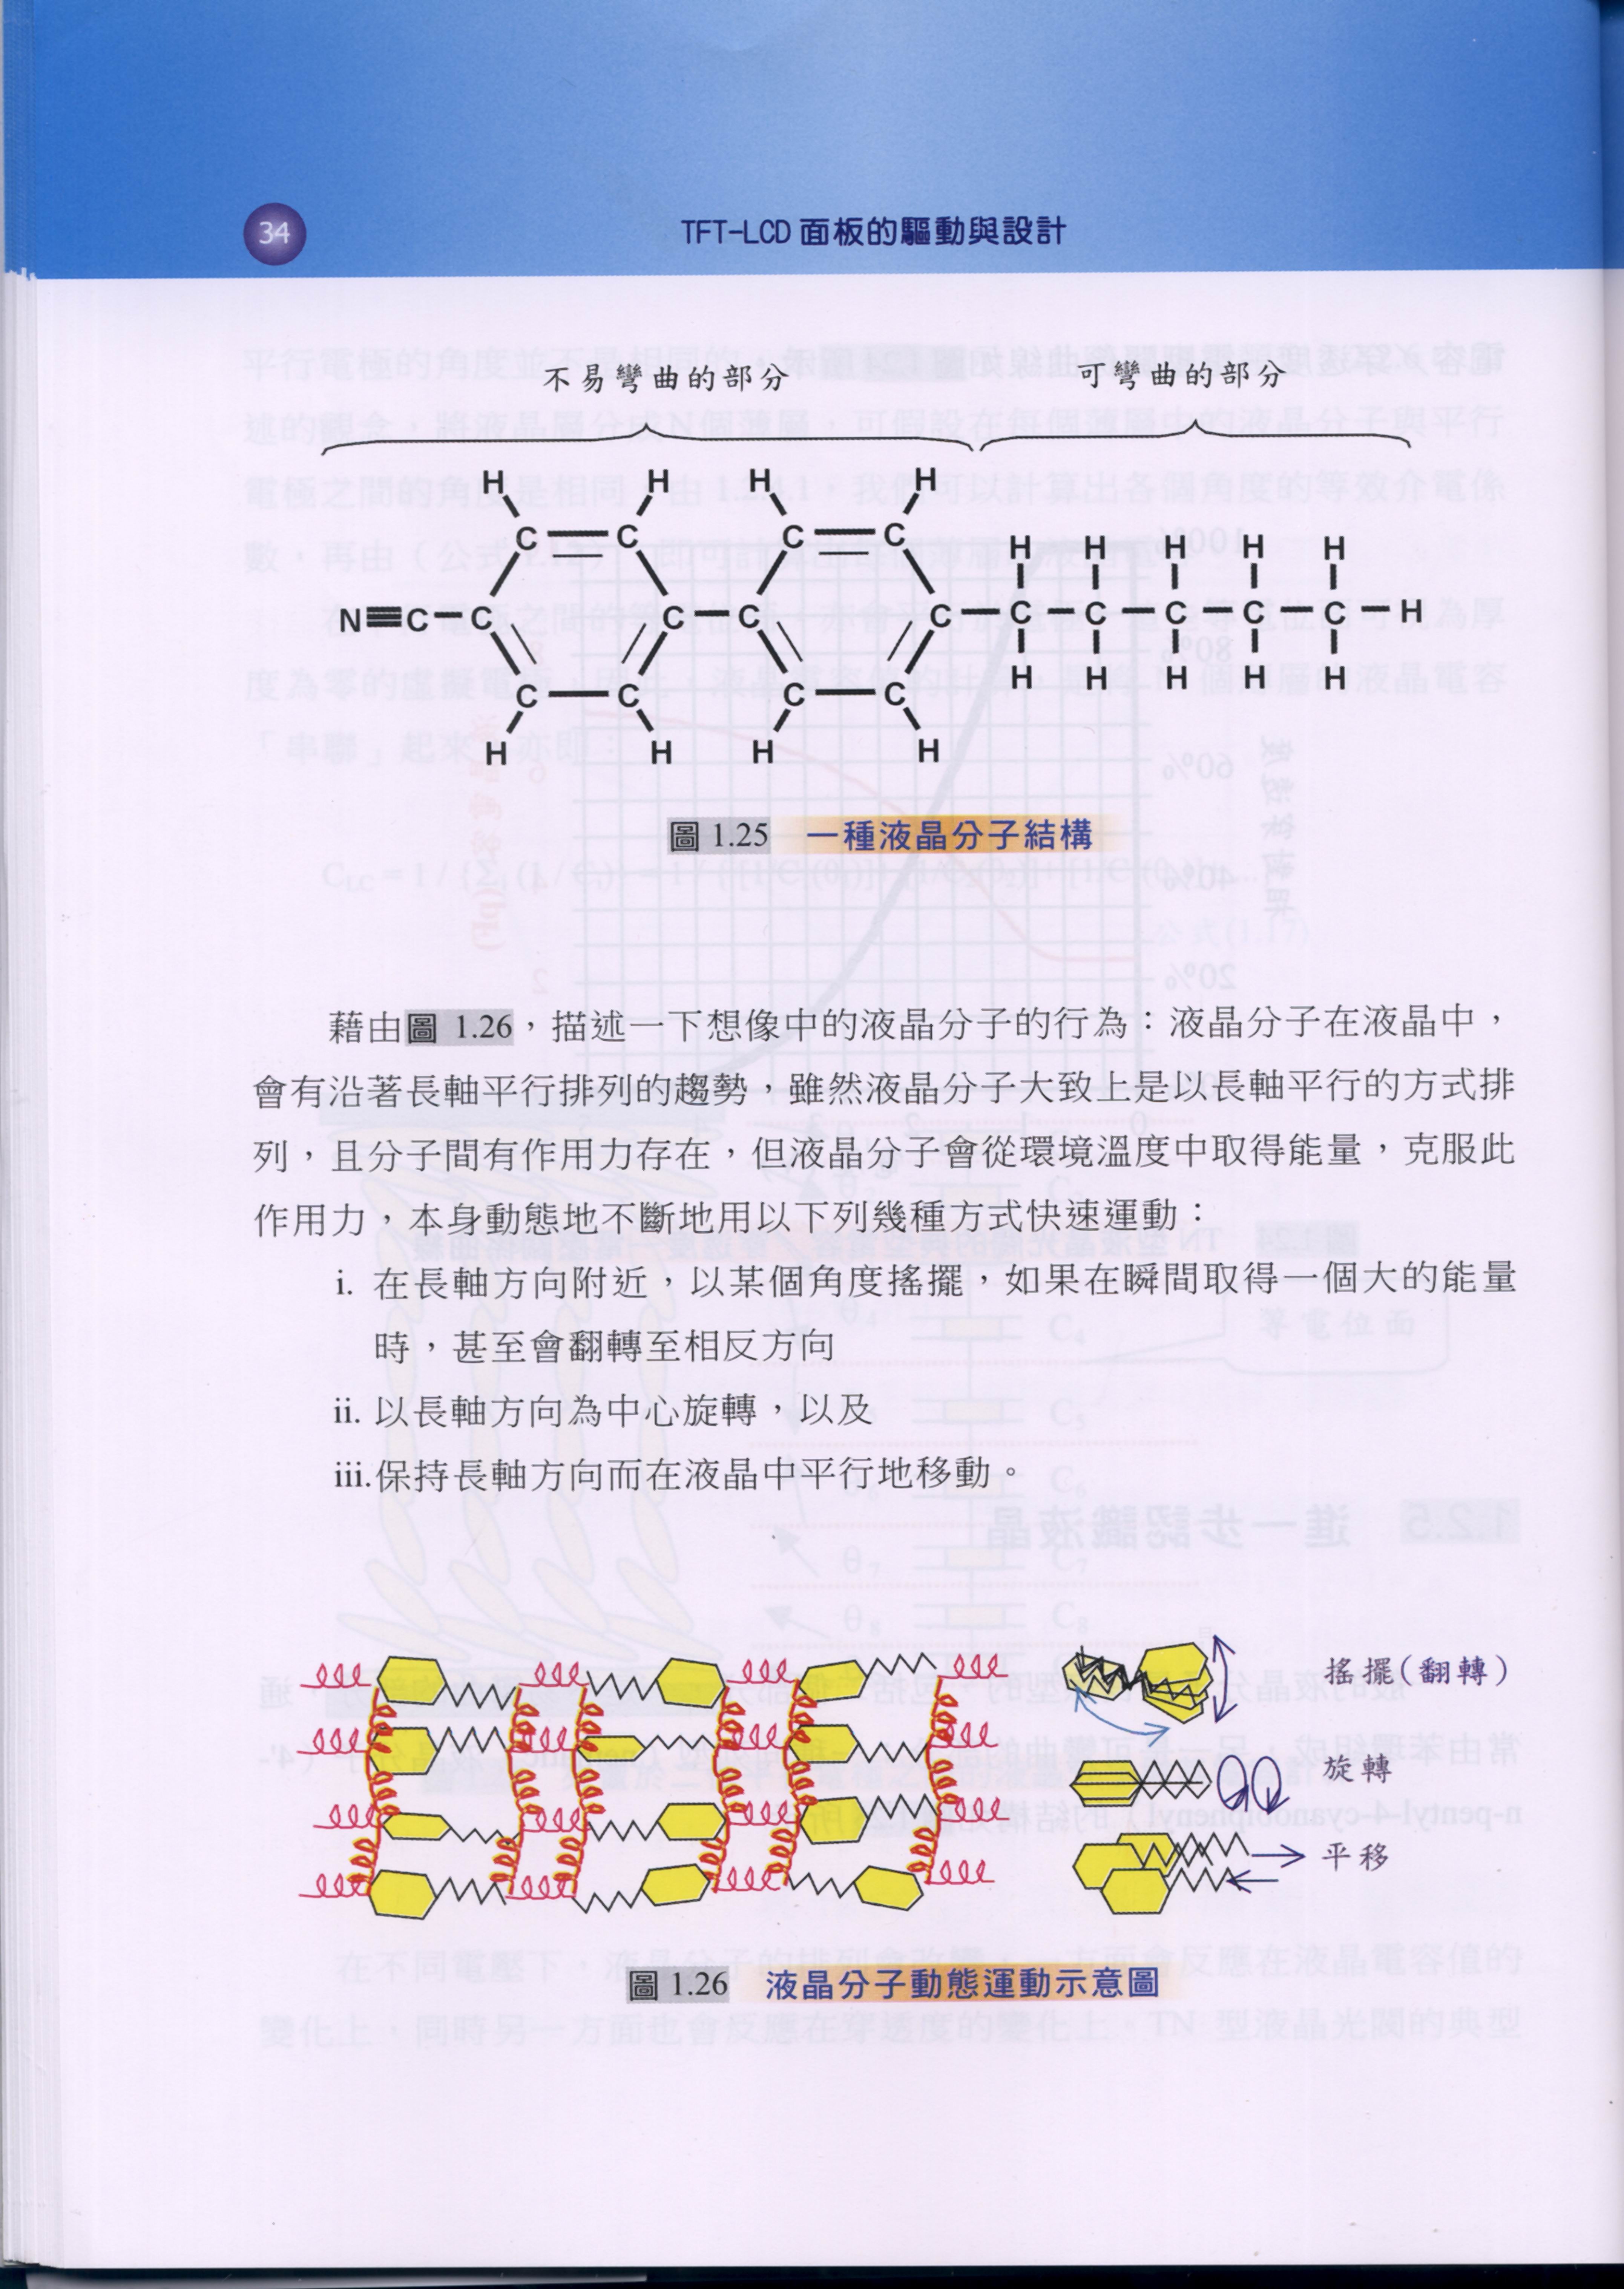 34
TFT-LCD 面板的驅動與設計
不易彎曲的部分
可彎曲的部分
H H H H
C C C C H H H H H
N≡C-C C-C C-C-C-C-C-C-H
C C C C H H H H H
H H H H
圖 1.25 一種液晶分子結構
藉由圖 1.26，描述一下想像中的液晶分子的行為：液晶分子在液晶中，
會有沿著長軸平行排列的趨勢，雖然液晶分子大致上是以長軸平行的方式排
列，且分子間有作用力存在，但液晶分子會從環境溫度中取得能量，克服此
作用力，本身動態地不斷地用以下列幾種方式快速運動：
i. 在長軸方向附近，以某個角度搖擺，如果在瞬間取得一個大的能量
時，甚至會翻轉至相反方向
ii. 以長軸方向為中心旋轉，以及
iii.保持長軸方向而在液晶中平行地移動。
搖擺(翻轉)
旋轉
平移
圖 1.26 液晶分子動態運動示意圖